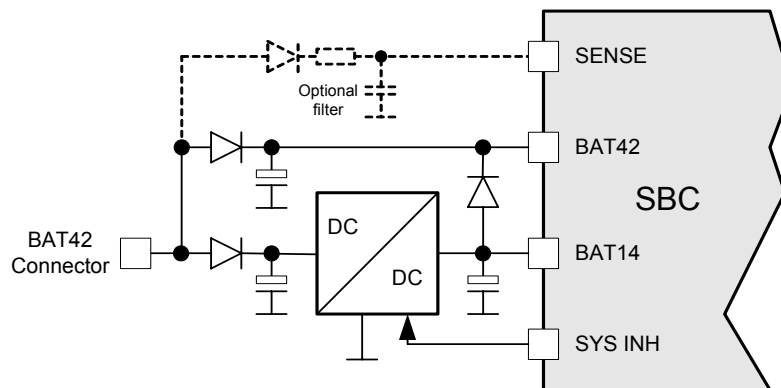 SENSE
Optional
filter
BAT42
SBC
DC
BAT42
Connector
BAT14
DC
SYS INH